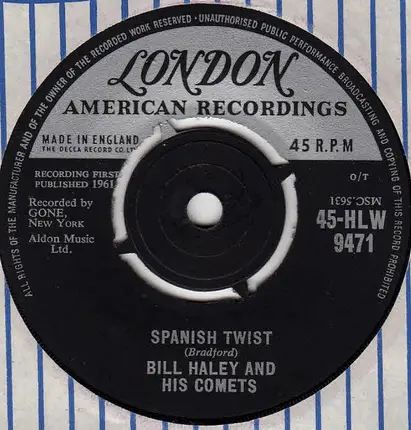 ALL RIGHTS OF THE MANUFACTURER AND OF THE OWNER OF THE RECORDED WORK RESERVED · UNAUTHORISED PUBLIC PERFORMANCE, BROADCASTING AND COPYING OF THIS RECORD PROHIBITED
LONDON
AMERICAN RECORDINGS
MADE IN ENGLAND
THE DECCA RECORD CO. LTD
45 R.P.M
RECORDING FIRST
PUBLISHED 1961
O/T
Recorded by
GONE,
New York
MSC.5631
45-HLW
9471
Aldon Music
Ltd.
SPANISH TWIST
(Bradford)
BILL HALEY AND
HIS COMETS